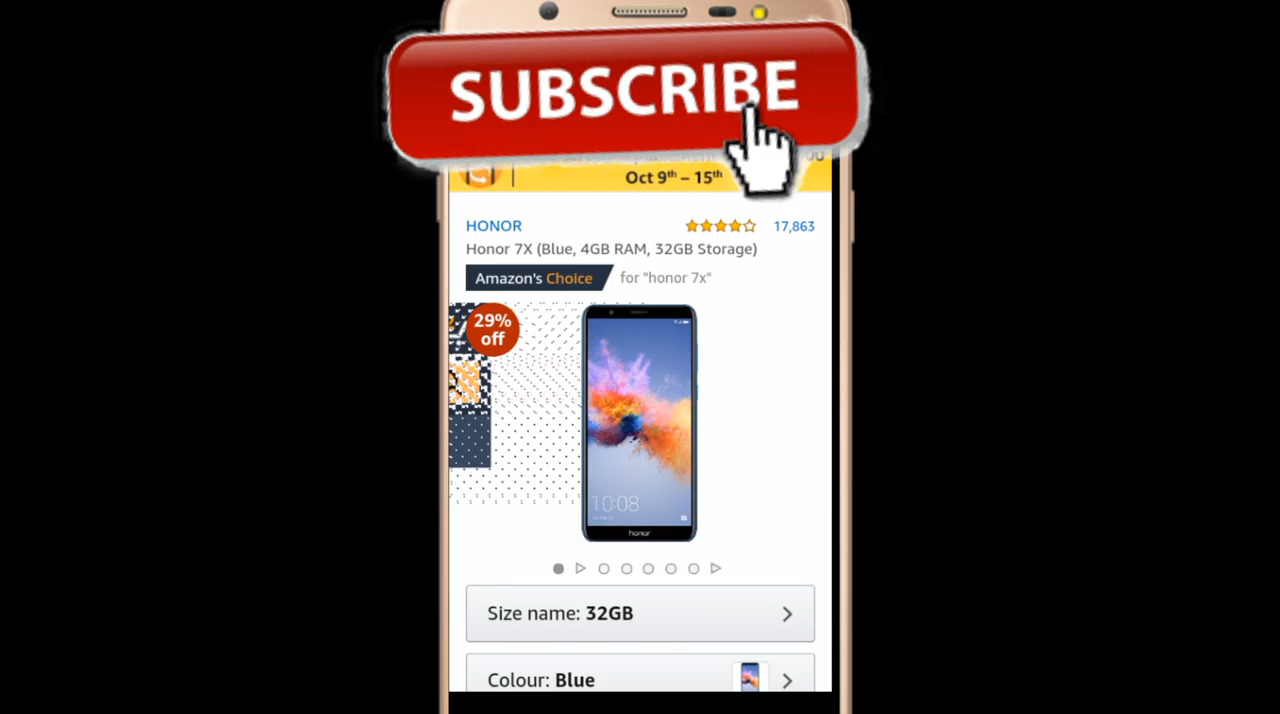 SUBSCRIBE
Oct 9th – 15th
HONOR 17,863
Honor 7X (Blue, 4GB RAM, 32GB Storage)
Amazon's Choice for "honor 7x"
29%
off
10:08
honor
Size name: 32GB
Colour: Blue